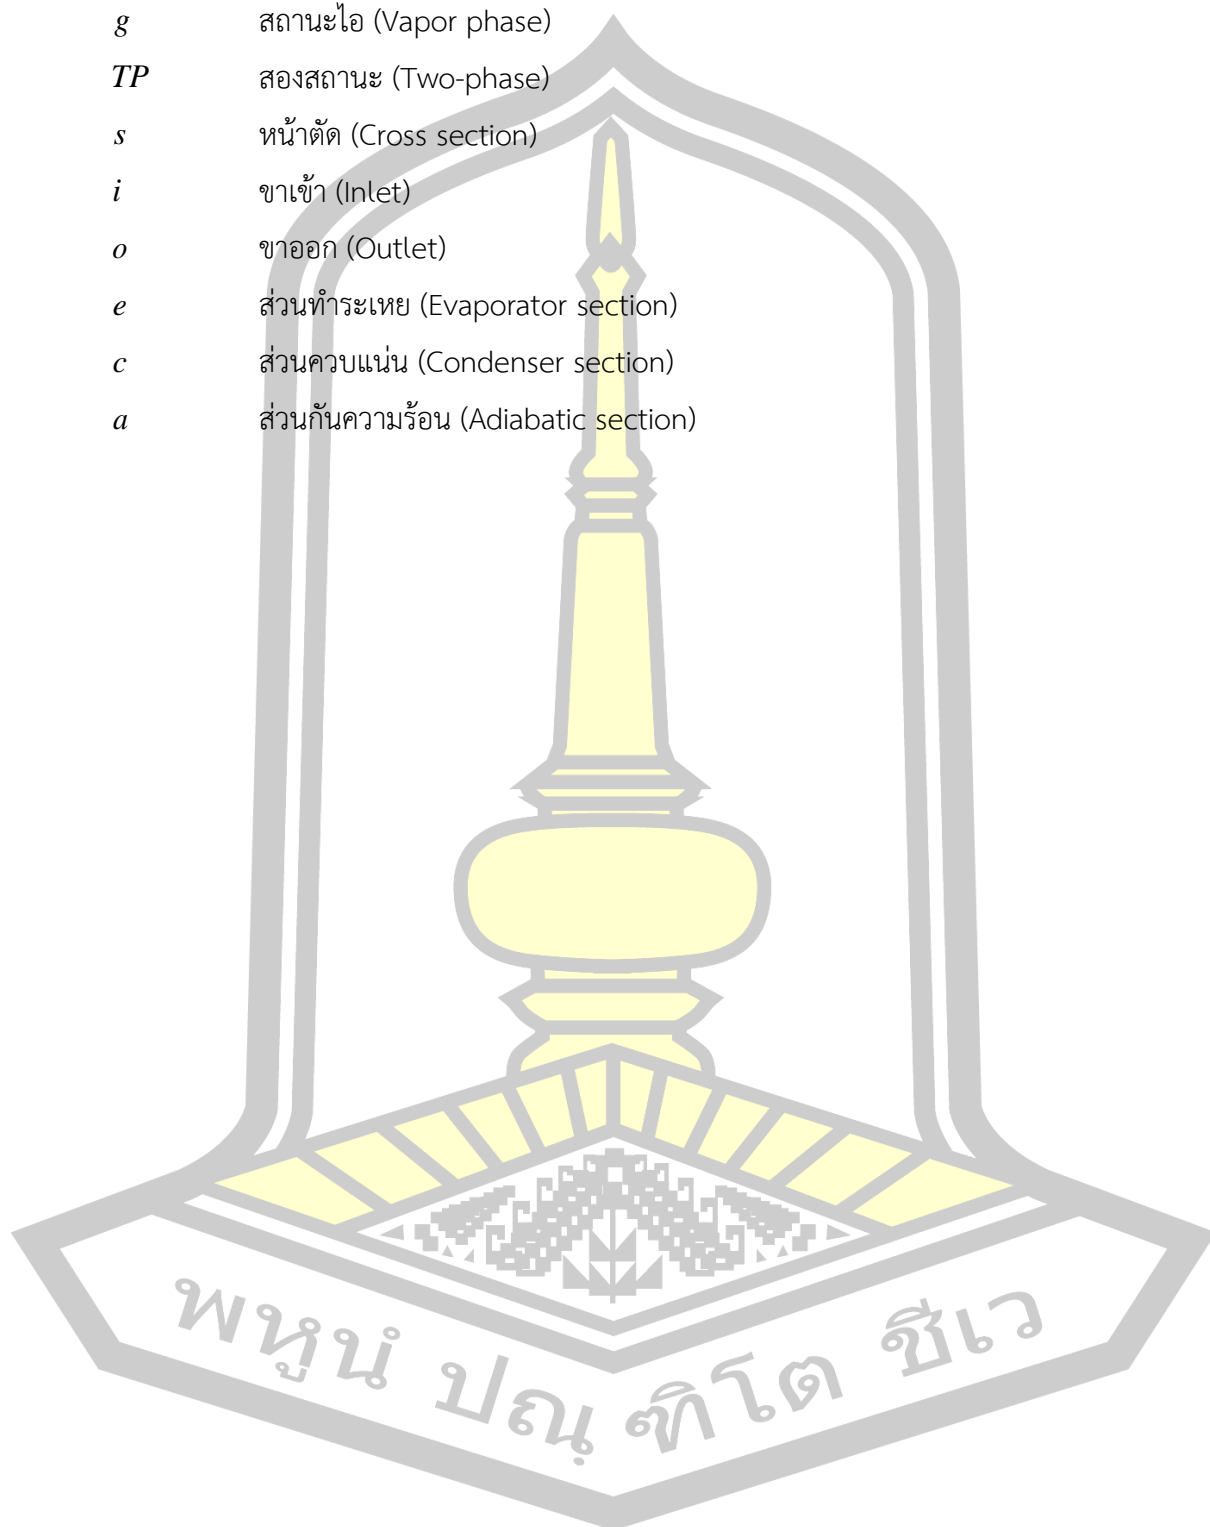 g สถานะไอ (Vapor phase)
TP สองสถานะ (Two-phase)
s หน้าตัด (Cross section)
i ขาเข้า (Inlet)
o ขาออก (Outlet)
e ส่วนทำระเหย (Evaporator section)
c ส่วนควบแน่น (Condenser section)
a ส่วนกันความร้อน (Adiabatic section)
พหูนํ ปณฺ ฑิโต ชีเว